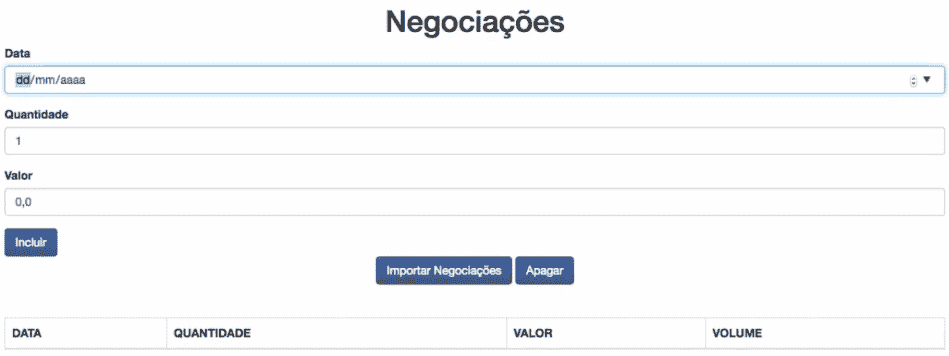 Negociações
Data
dd/mm/aaaa
Quantidade
1
Valor
0,0
Incluir
Importar Negociações Apagar
DATA QUANTIDADE VALOR VOLUME